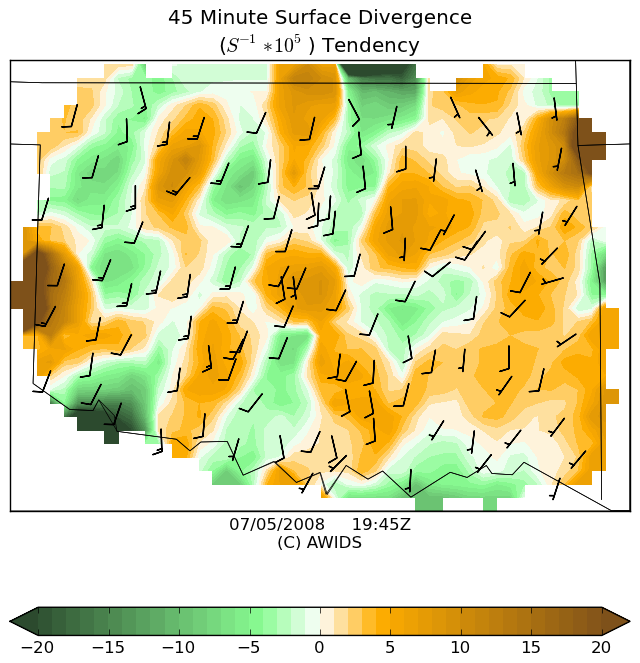 45 Minute Surface Divergence
(S⁻¹ *10⁵ ) Tendency
07/05/2008 19:45Z
(C) AWIDS
−20 −15 −10 −5 0 5 10 15 20